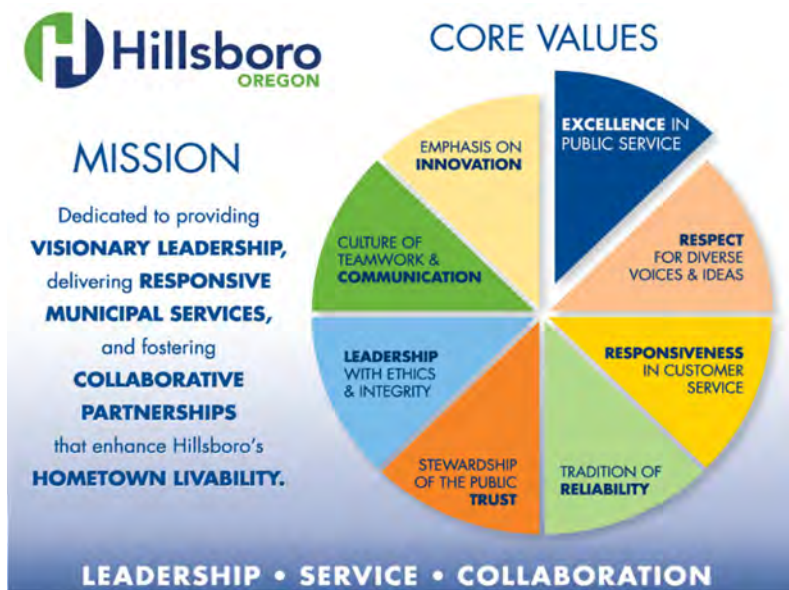 Hillsboro
OREGON
MISSION
Dedicated to providing
VISIONARY LEADERSHIP,
delivering RESPONSIVE
MUNICIPAL SERVICES,
and fostering
COLLABORATIVE
PARTNERSHIPS
that enhance Hillsboro's
HOMETOWN LIVABILITY.
CORE VALUES
EXCELLENCE IN
PUBLIC SERVICE
RESPECT
FOR DIVERSE
VOICES & IDEAS
RESPONSIVENESS
IN CUSTOMER
SERVICE
TRADITION OF
RELIABILITY
STEWARDSHIP
OF THE PUBLIC
TRUST
LEADERSHIP
WITH ETHICS
& INTEGRITY
CULTURE OF
TEAMWORK &
COMMUNICATION
EMPHASIS ON
INNOVATION
LEADERSHIP • SERVICE • COLLABORATION